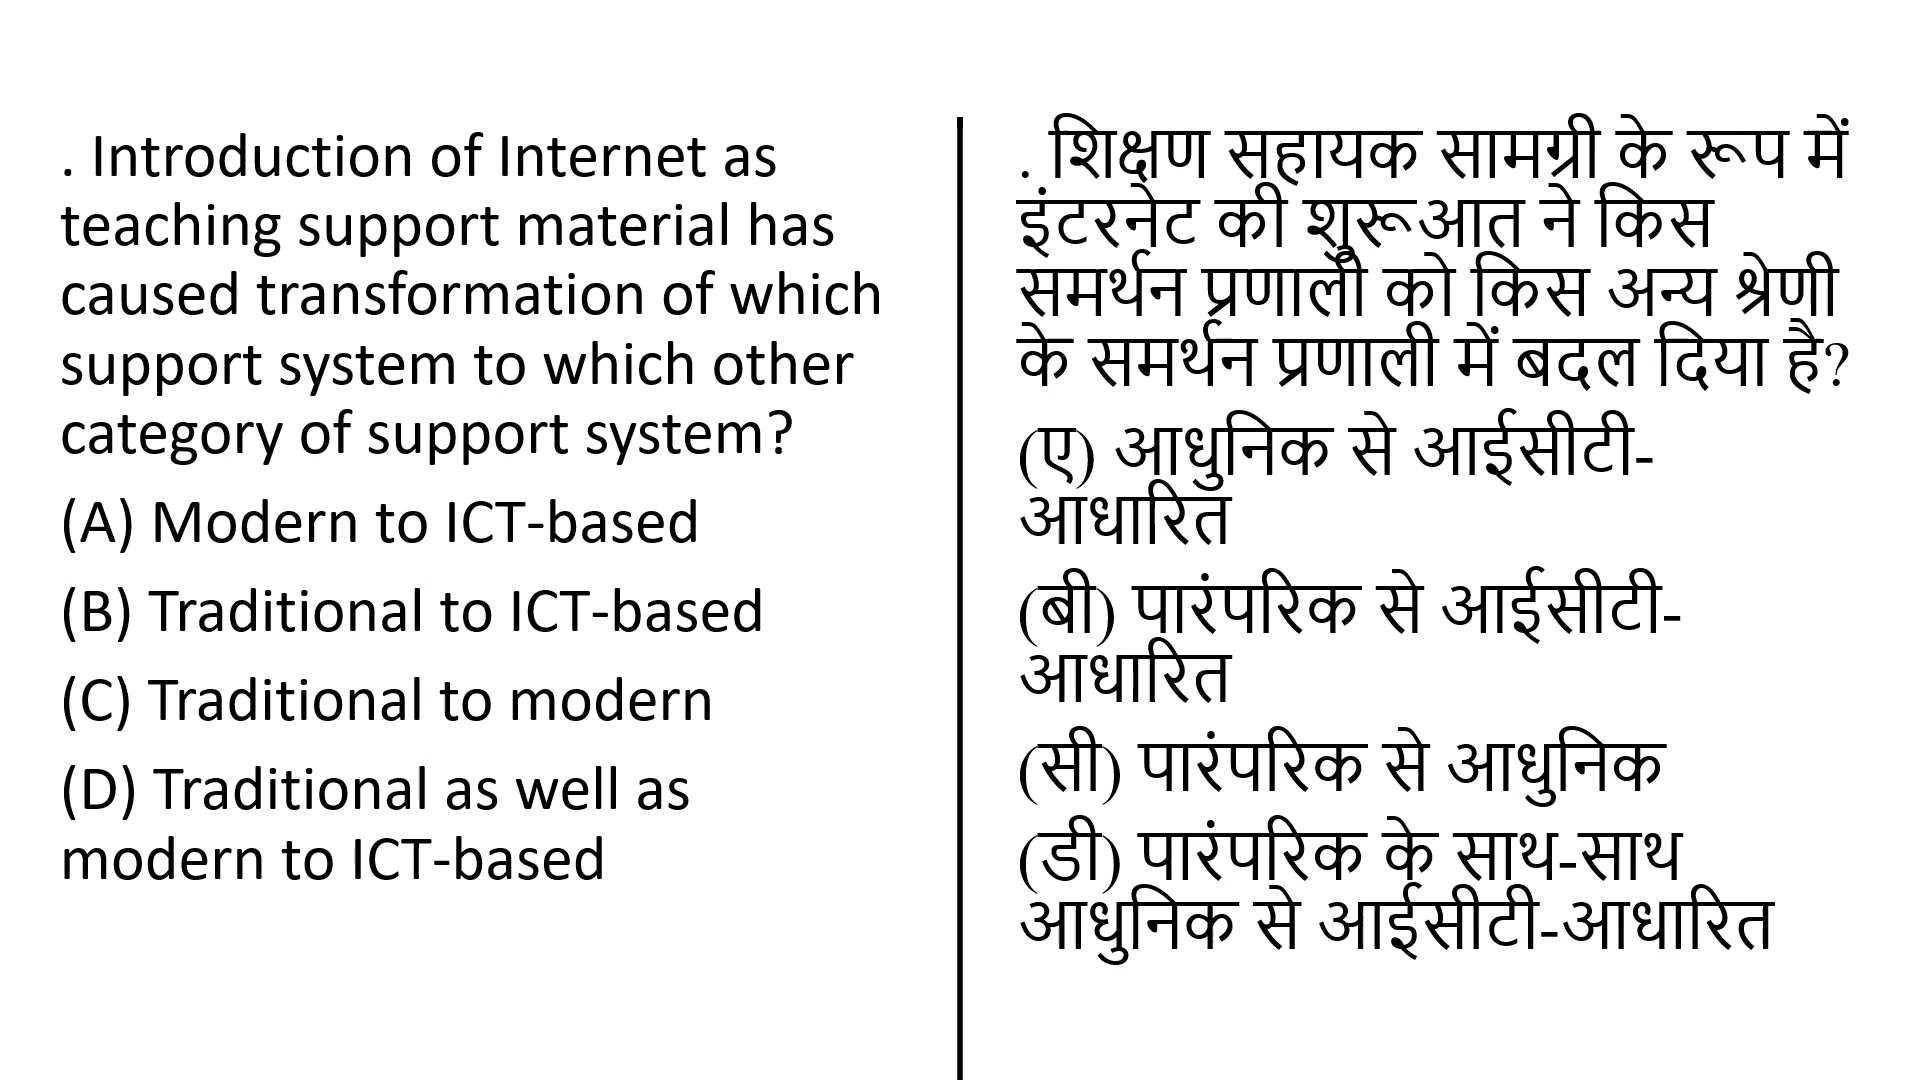 . Introduction of Internet as
teaching support material has
caused transformation of which
support system to which other
category of support system?
(A) Modern to ICT-based
(B) Traditional to ICT-based
(C) Traditional to modern
(D) Traditional as well as
modern to ICT-based
. शिक्षण सहायक सामग्री के रूप में
इंटरनेट की शुरूआत ने किस
समर्थन प्रणाली को किस अन्य श्रेणी
के समर्थन प्रणाली में बदल दिया है?
(ए) आधुनिक से आईसीटी-
आधारित
(बी) पारंपरिक से आईसीटी-
आधारित
(सी) पारंपरिक से आधुनिक
(डी) पारंपरिक के साथ-साथ
आधुनिक से आईसीटी-आधारित